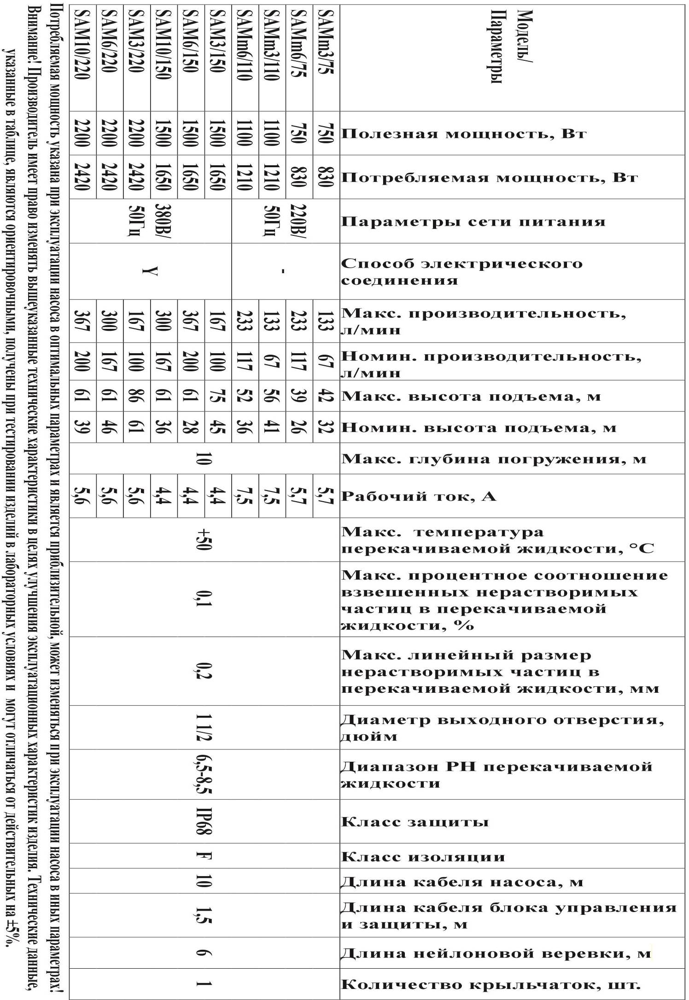 Модель/
Параметры
Полезная мощность, Вт
Потребляемая мощность, Вт
Параметры сети питания
Способ электрического
соединения
Макс. производительность,
л/мин
Номин. производительность,
л/мин
Макс. высота подъема, м
Номин. высота подъема, м
Макс. глубина погружения, м
Рабочий ток, А
Макс. температура
перекачиваемой жидкости, °С
Макс. процентное соотношение
взвешенных нерастворимых
частиц в перекачиваемой
жидкости, %
Макс. линейный размер
нерастворимых частиц в
перекачиваемой жидкости, мм
Диаметр выходного отверстия,
дюйм
Диапазон РН перекачиваемой
жидкости
Класс защиты
Класс изоляции
Длина кабеля насоса, м
Длина кабеля блока управления
и защиты, м
Длина нейлоновой веревки, м
Количество крыльчаток, шт.
SAMm3/75 750 830 133 67 42 32 5,7
SAMm6/75 750 830 220В/ 233 117 39 26 5,7
SAMm3/110 1100 1210 50Гц - 133 67 56 41 7,5
SAMm6/110 1100 1210 233 117 52 36 7,5
SAM3/150 1500 1650 167 100 75 45 4,4
10 +50 0,1 0,2 1 1/2 6,5-8,5 IP68 F 10 1,5 6 1
SAM6/150 1500 1650 367 200 61 28 4,4
SAM10/150 1500 1650 380В/ 300 167 61 36 4,4
SAM3/220 2200 2420 50Гц Y 167 100 86 61 5,6
SAM6/220 2200 2420 300 167 61 46 5,6
SAM10/220 2200 2420 367 200 61 39 5,6
Потребляемая мощность указана при эксплуатации насоса в оптимальных параметрах и является приблизительной, может изменяться при эксплуатации насоса в иных параметрах!
Внимание! Производитель имеет право изменять вышеуказанные технические характеристики в целях улучшения эксплуатационных характеристик изделия. Технические данные,
указанные в таблице, являются ориентировочными, получены при тестировании изделий в лабораторных условиях и могут отличаться от действительных на ±5%.